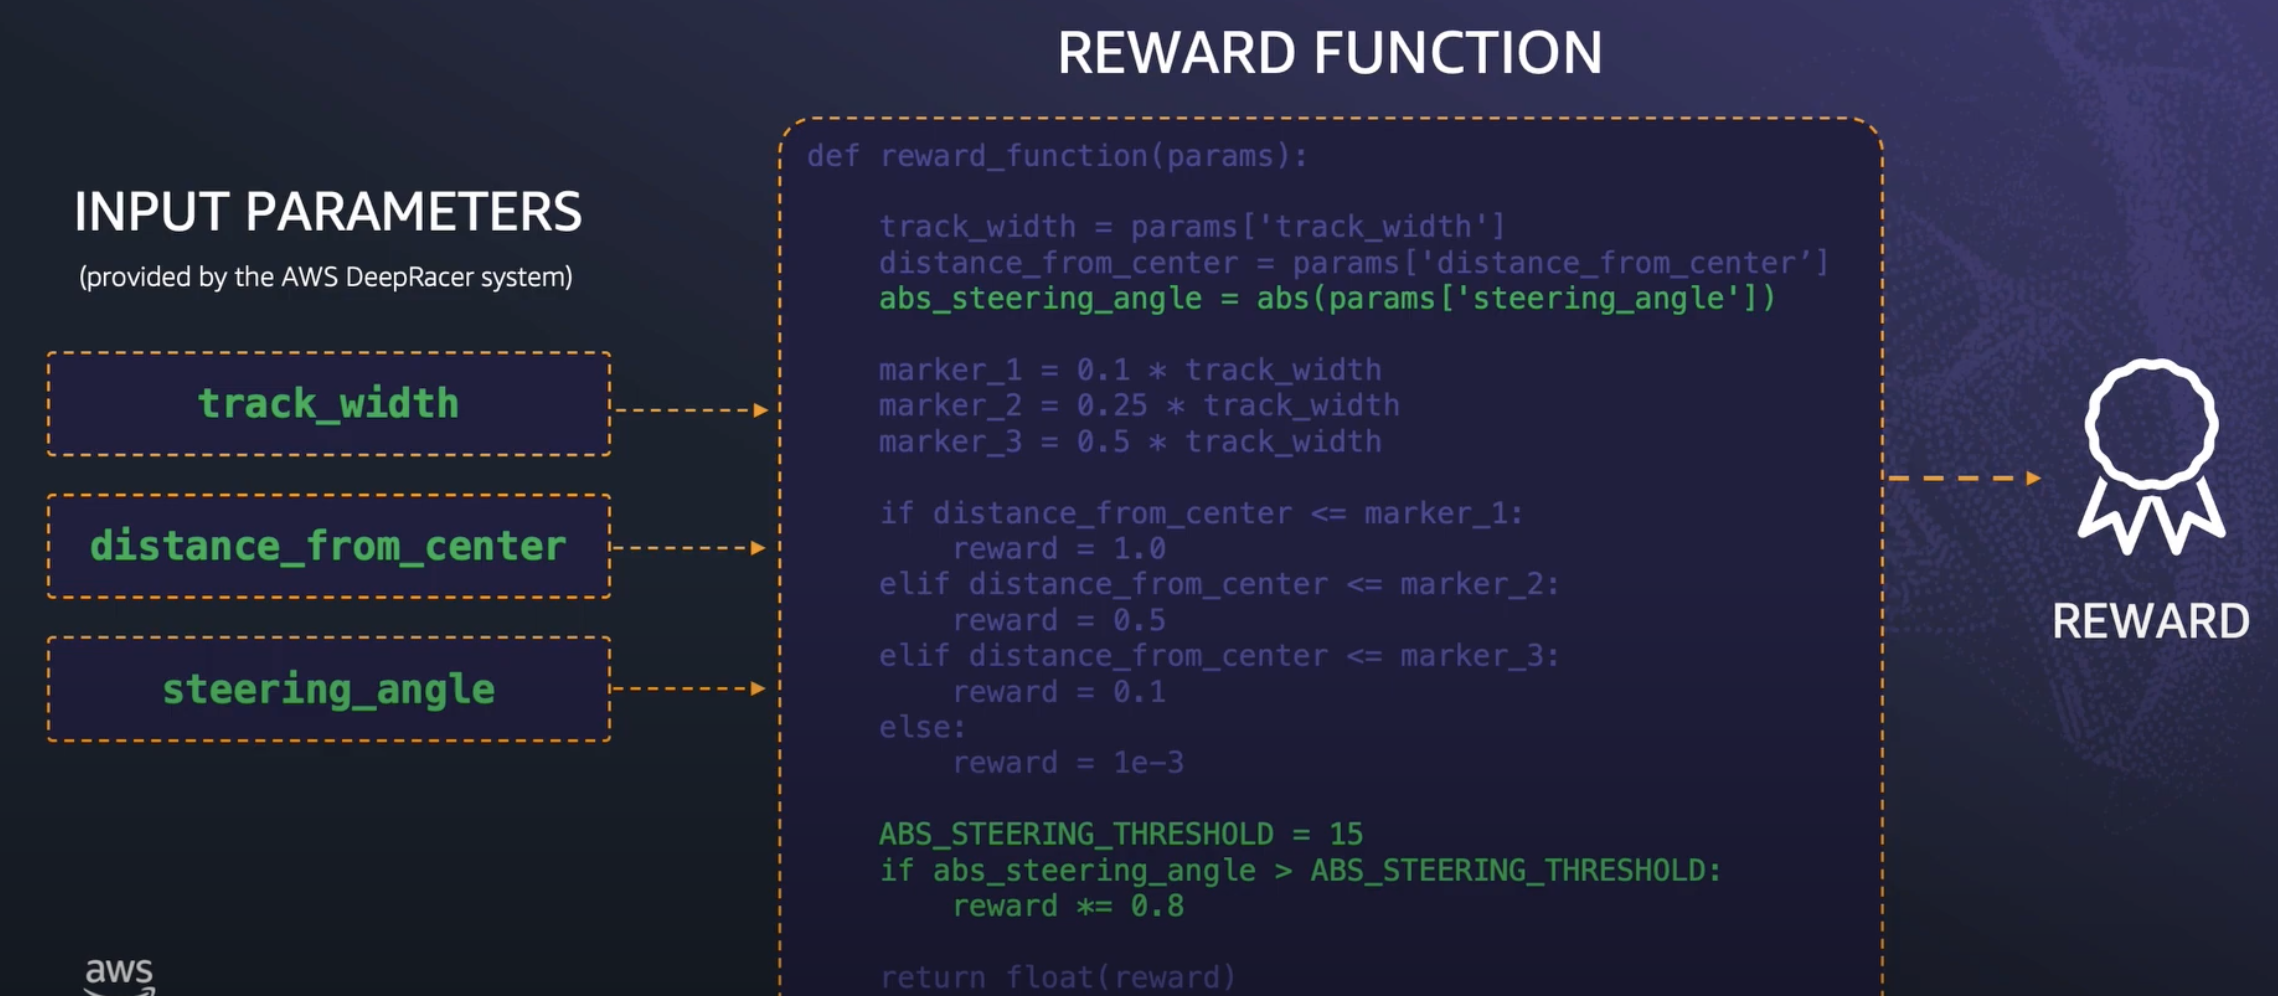 REWARD FUNCTION
INPUT PARAMETERS
(provided by the AWS DeepRacer system)
track_width
distance_from_center
steering_angle
def reward_function(params):
track_width = params['track_width']
distance_from_center = params['distance_from_center’]
abs_steering_angle = abs(params['steering_angle'])
marker_1 = 0.1 * track_width
marker_2 = 0.25 * track_width
marker_3 = 0.5 * track_width
if distance_from_center <= marker_1:
reward = 1.0
elif distance_from_center <= marker_2:
reward = 0.5
elif distance_from_center <= marker_3:
reward = 0.1
else:
reward = 1e-3
ABS_STEERING_THRESHOLD = 15
if abs_steering_angle > ABS_STEERING_THRESHOLD:
reward *= 0.8
return float(reward)
REWARD
aws